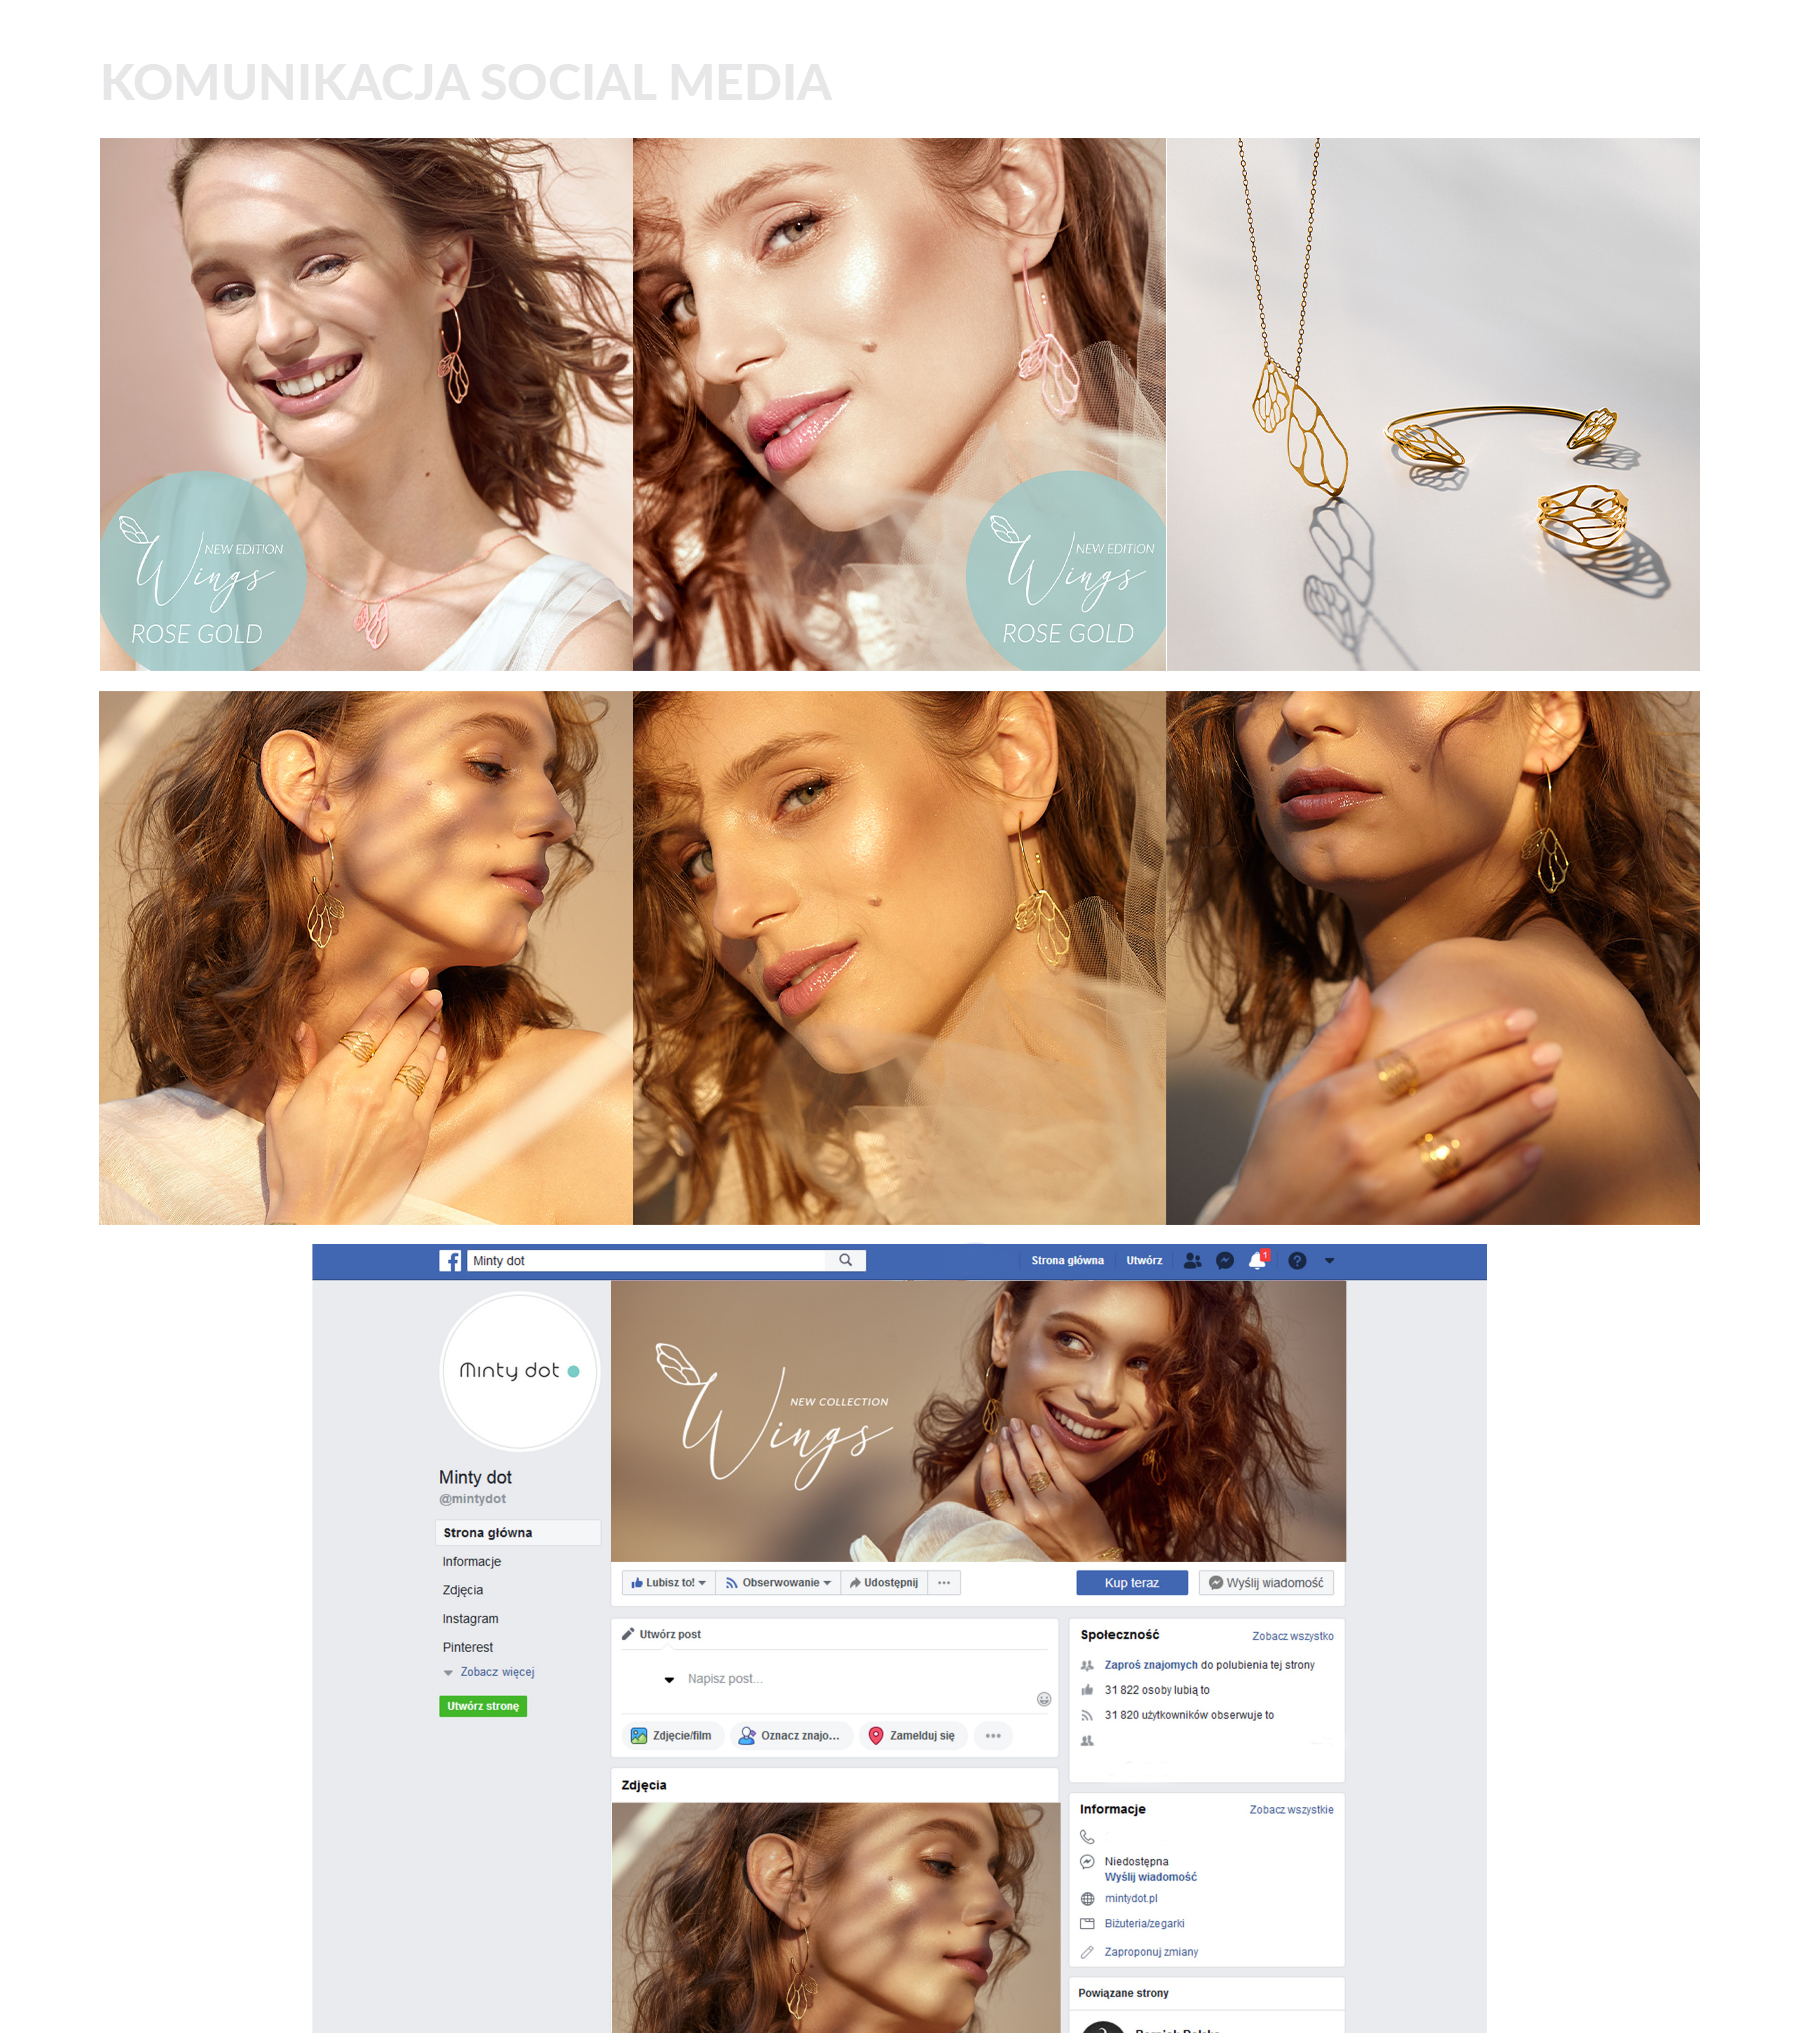 KOMUNIKACJA SOCIAL MEDIA
NEW EDITION
Wings
ROSE GOLD
NEW EDITION
Wings
ROSE GOLD
Minty dot
Strona główna
Utwórz
1
Minty dot
NEW COLLECTION
Wings
Minty dot
@mintydot
Strona główna
Informacje
Zdjęcia
Instagram
Pinterest
Zobacz więcej
Utwórz stronę
Lubisz to!
Obserwowanie
Udostępnij
Kup teraz
Wyślij wiadomość
Utwórz post
Napisz post...
Zdjęcie/film
Oznacz znajo...
Zamelduj się
Zdjęcia
Społeczność
Zobacz wszystko
Zaproś znajomych do polubienia tej strony
31 822 osoby lubią to
31 820 użytkowników obserwuje to
Informacje
Zobacz wszystkie
Niedostępna
Wyślij wiadomość
mintydot.pl
Biżuteria/zegarki
Zaproponuj zmiany
Powiązane strony